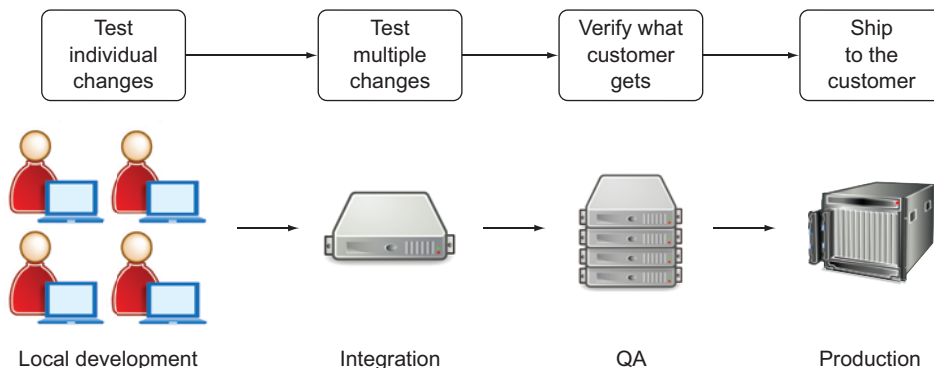 Test
individual
changes
Test
multiple
changes
Verify what
customer
gets
Ship
to the
customer
Local development
Integration
QA
Production